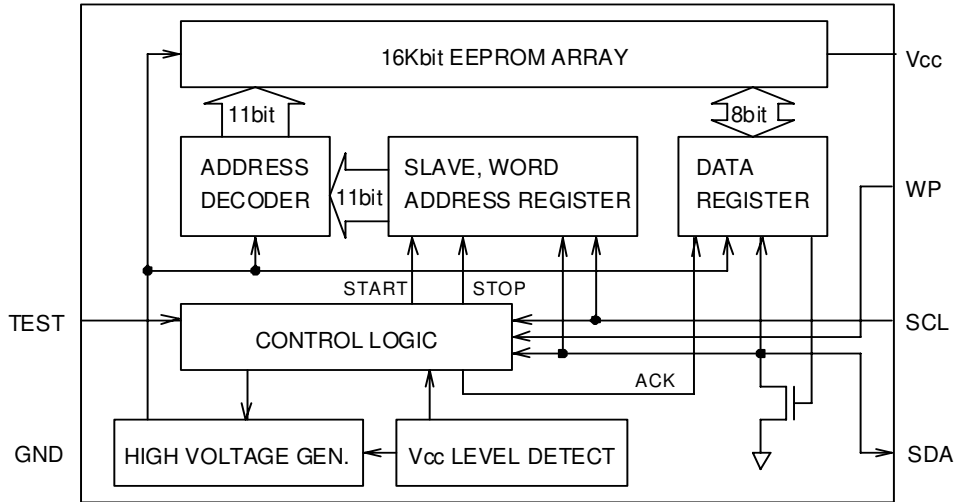 16Kbit EEPROM ARRAY
Vcc
11bit
8bit
ADDRESS
DECODER
11bit
SLAVE, WORD
ADDRESS REGISTER
DATA
REGISTER
WP
START
STOP
TEST
CONTROL LOGIC
SCL
ACK
GND
HIGH VOLTAGE GEN.
Vcc LEVEL DETECT
SDA